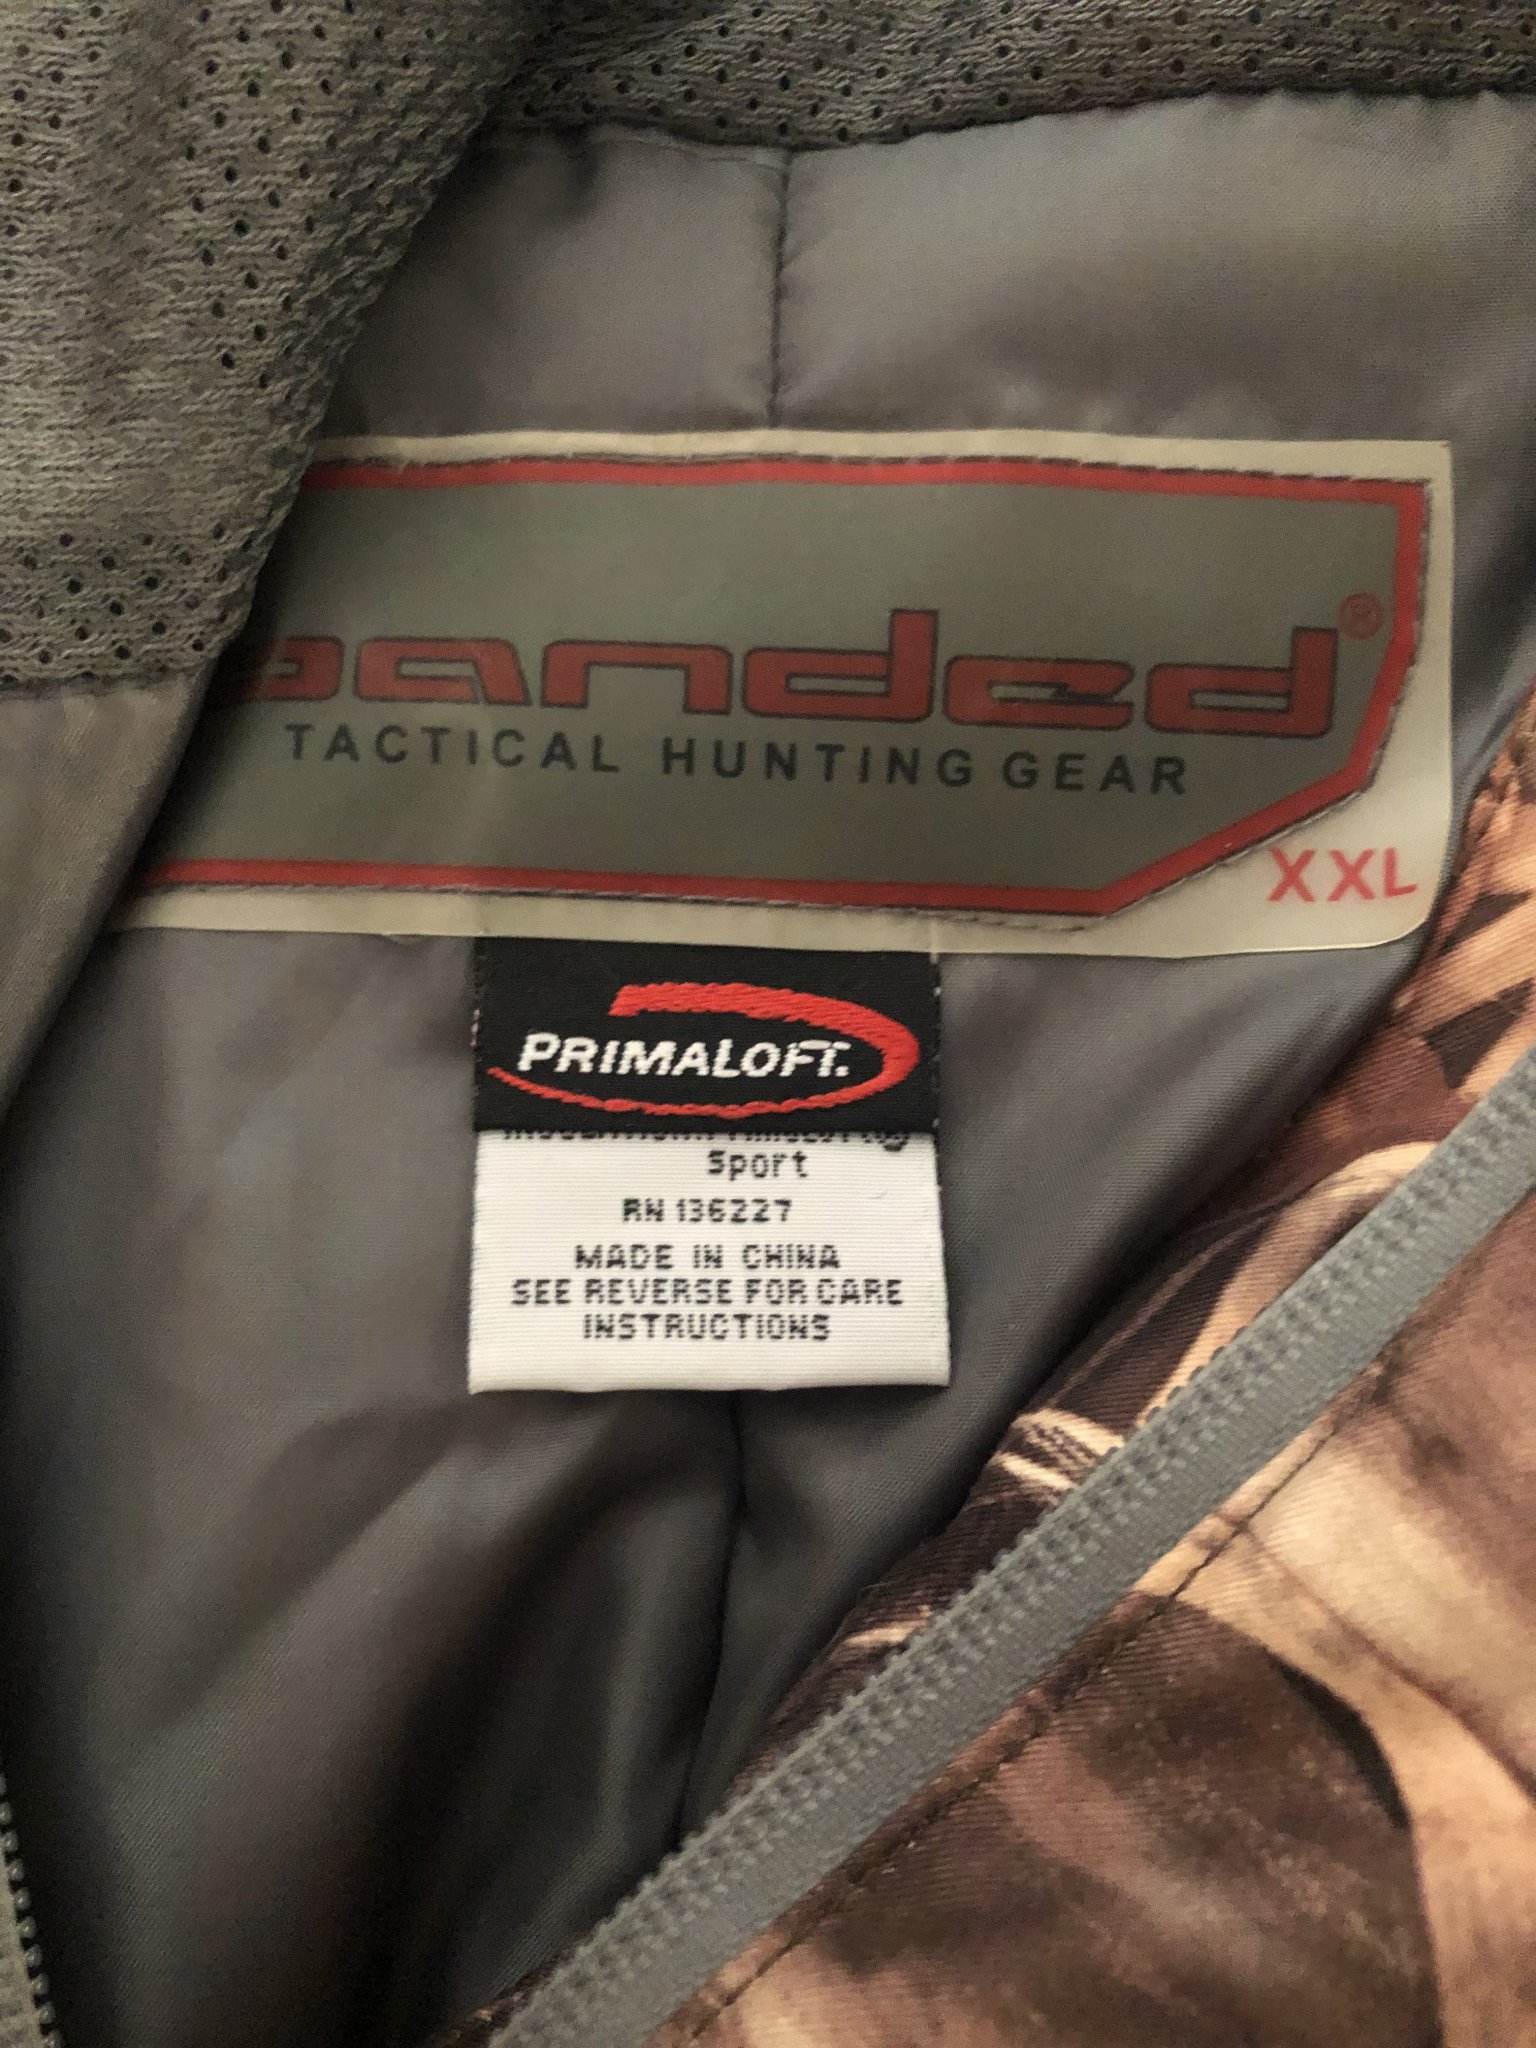 banded®
TACTICAL HUNTING GEAR
XXL
PRIMALOFT.
Sport
RN 136227
MADE IN CHINA
SEE REVERSE FOR CARE
INSTRUCTIONS